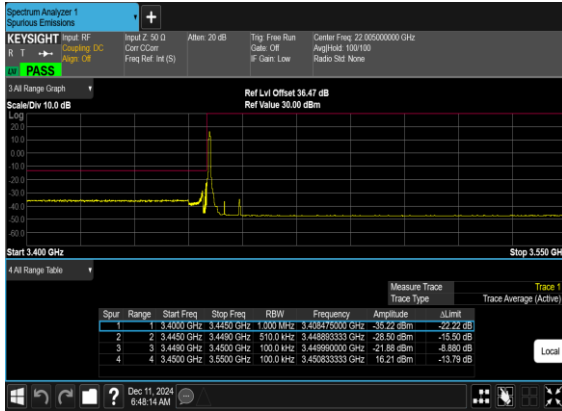 Spectrum Analyzer 1
Spurious Emissions
+
KEYSIGHT Input: RF Input Z: 50 Ω Atten: 20 dB Trig: Free Run Center Freq: 22.005000000 GHz
R T Coupling: DC Corr CCorr Gate: Off Avg|Hold: 100/100
Align: Off Freq Ref: Int (S) IF Gain: Low Radio Std: None
PASS
3 All Range Graph
Ref Lvl Offset 36.47 dB
Scale/Div 10.0 dB Ref Value 30.00 dBm
Log
20.0
10.0
0.00
-10.0
-20.0
-30.0
-40.0
-50.0
-60.0
Start 3.400 GHz Stop 3.550 GH
4 All Range Table
Measure Trace Trace 1
Trace Type Trace Average (Active)
Spur Range Start Freq Stop Freq RBW Frequency Amplitude ΔLimit
1 1 3.4000 GHz 3.4450 GHz 1.000 MHz 3.408475000 GHz -35.22 dBm -22.22 dB
2 2 3.4450 GHz 3.4490 GHz 510.0 kHz 3.448893333 GHz -28.50 dBm -15.50 dB
3 3 3.4490 GHz 3.4500 GHz 100.0 kHz 3.449990000 GHz -21.88 dBm -8.880 dB
4 4 3.4500 GHz 3.5500 GHz 100.0 kHz 3.450833333 GHz 16.21 dBm -13.79 dB
Local
? Dec 11, 2024
6:48:14 AM